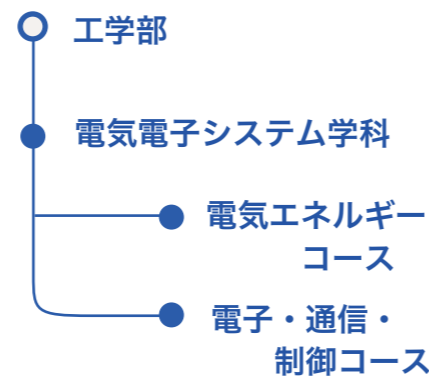 工学部
電気電子システム学科
電気エネルギー
コース
電子・通信・
制御コース